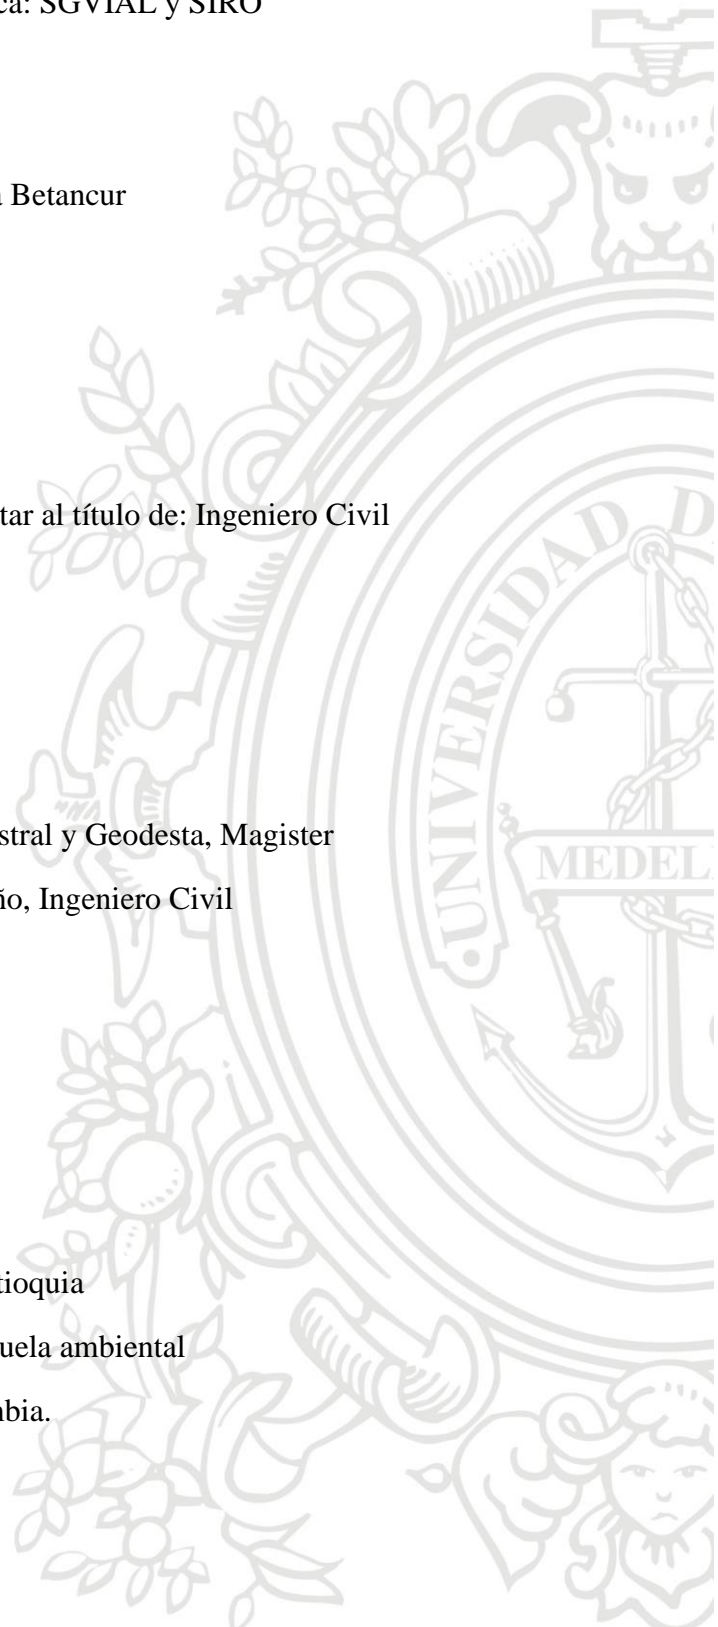 ca: SGVIAL y SIRO
a Betancur
tar al título de: Ingeniero Civil
UNIVERSIDAD D
MEDEL
stral y Geodesta, Magister
ño, Ingeniero Civil
tioquia
uela ambiental
nbia.